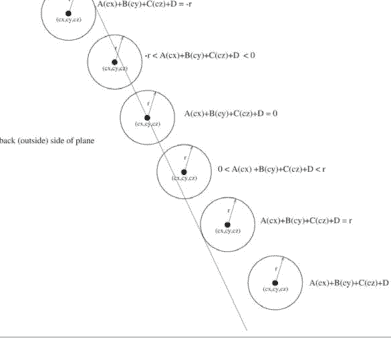 A(cx)+B(cy)+C(cz)+D = -r
(cx,cy,cz)
r
-r < A(cx)+B(cy)+C(cz)+D < 0
(cx,cy,cz)
r
A(cx)+B(cy)+C(cz)+D = 0
(cx,cy,cz)
back (outside) side of plane
r
0 < A(cx) +B(cy)+C(cz)+D < r
(cx,cy,cz)
r
A(cx)+B(cy)+C(cz)+D = r
(cx,cy,cz)
r
A(cx)+B(cy)+C(cz)+D
(cx,cy,cz)